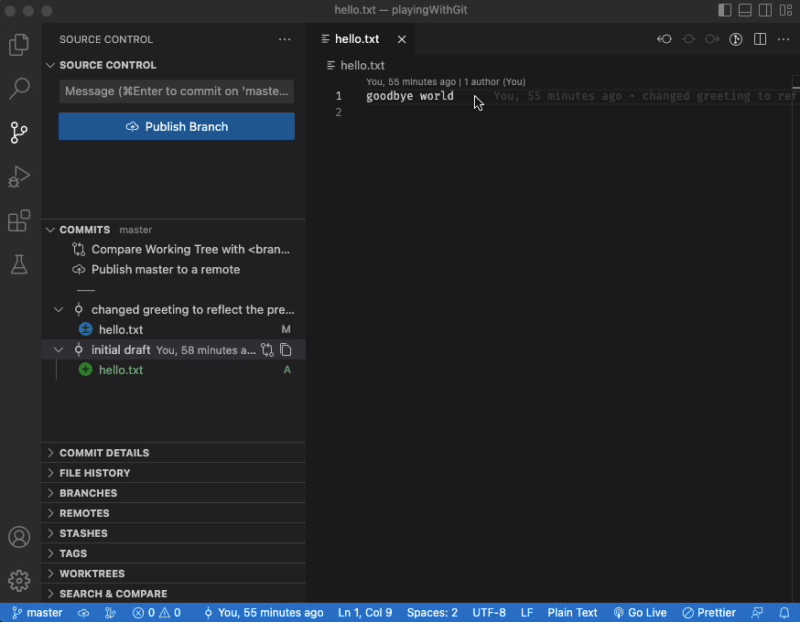 hello.txt — playingWithGit
SOURCE CONTROL
SOURCE CONTROL
Message (⌘Enter to commit on 'maste...
Publish Branch
COMMITS master
Compare Working Tree with <bran...
Publish master to a remote
changed greeting to reflect the pre...
hello.txt M
initial draft You, 58 minutes a...
hello.txt A
COMMIT DETAILS
FILE HISTORY
BRANCHES
REMOTES
STASHES
TAGS
WORKTREES
SEARCH & COMPARE
hello.txt
hello.txt
You, 55 minutes ago | 1 author (You)
1 goodbye world You, 55 minutes ago • changed greeting to ref
2
master 0 0 You, 55 minutes ago Ln 1, Col 9 Spaces: 2 UTF-8 LF Plain Text Go Live Prettier